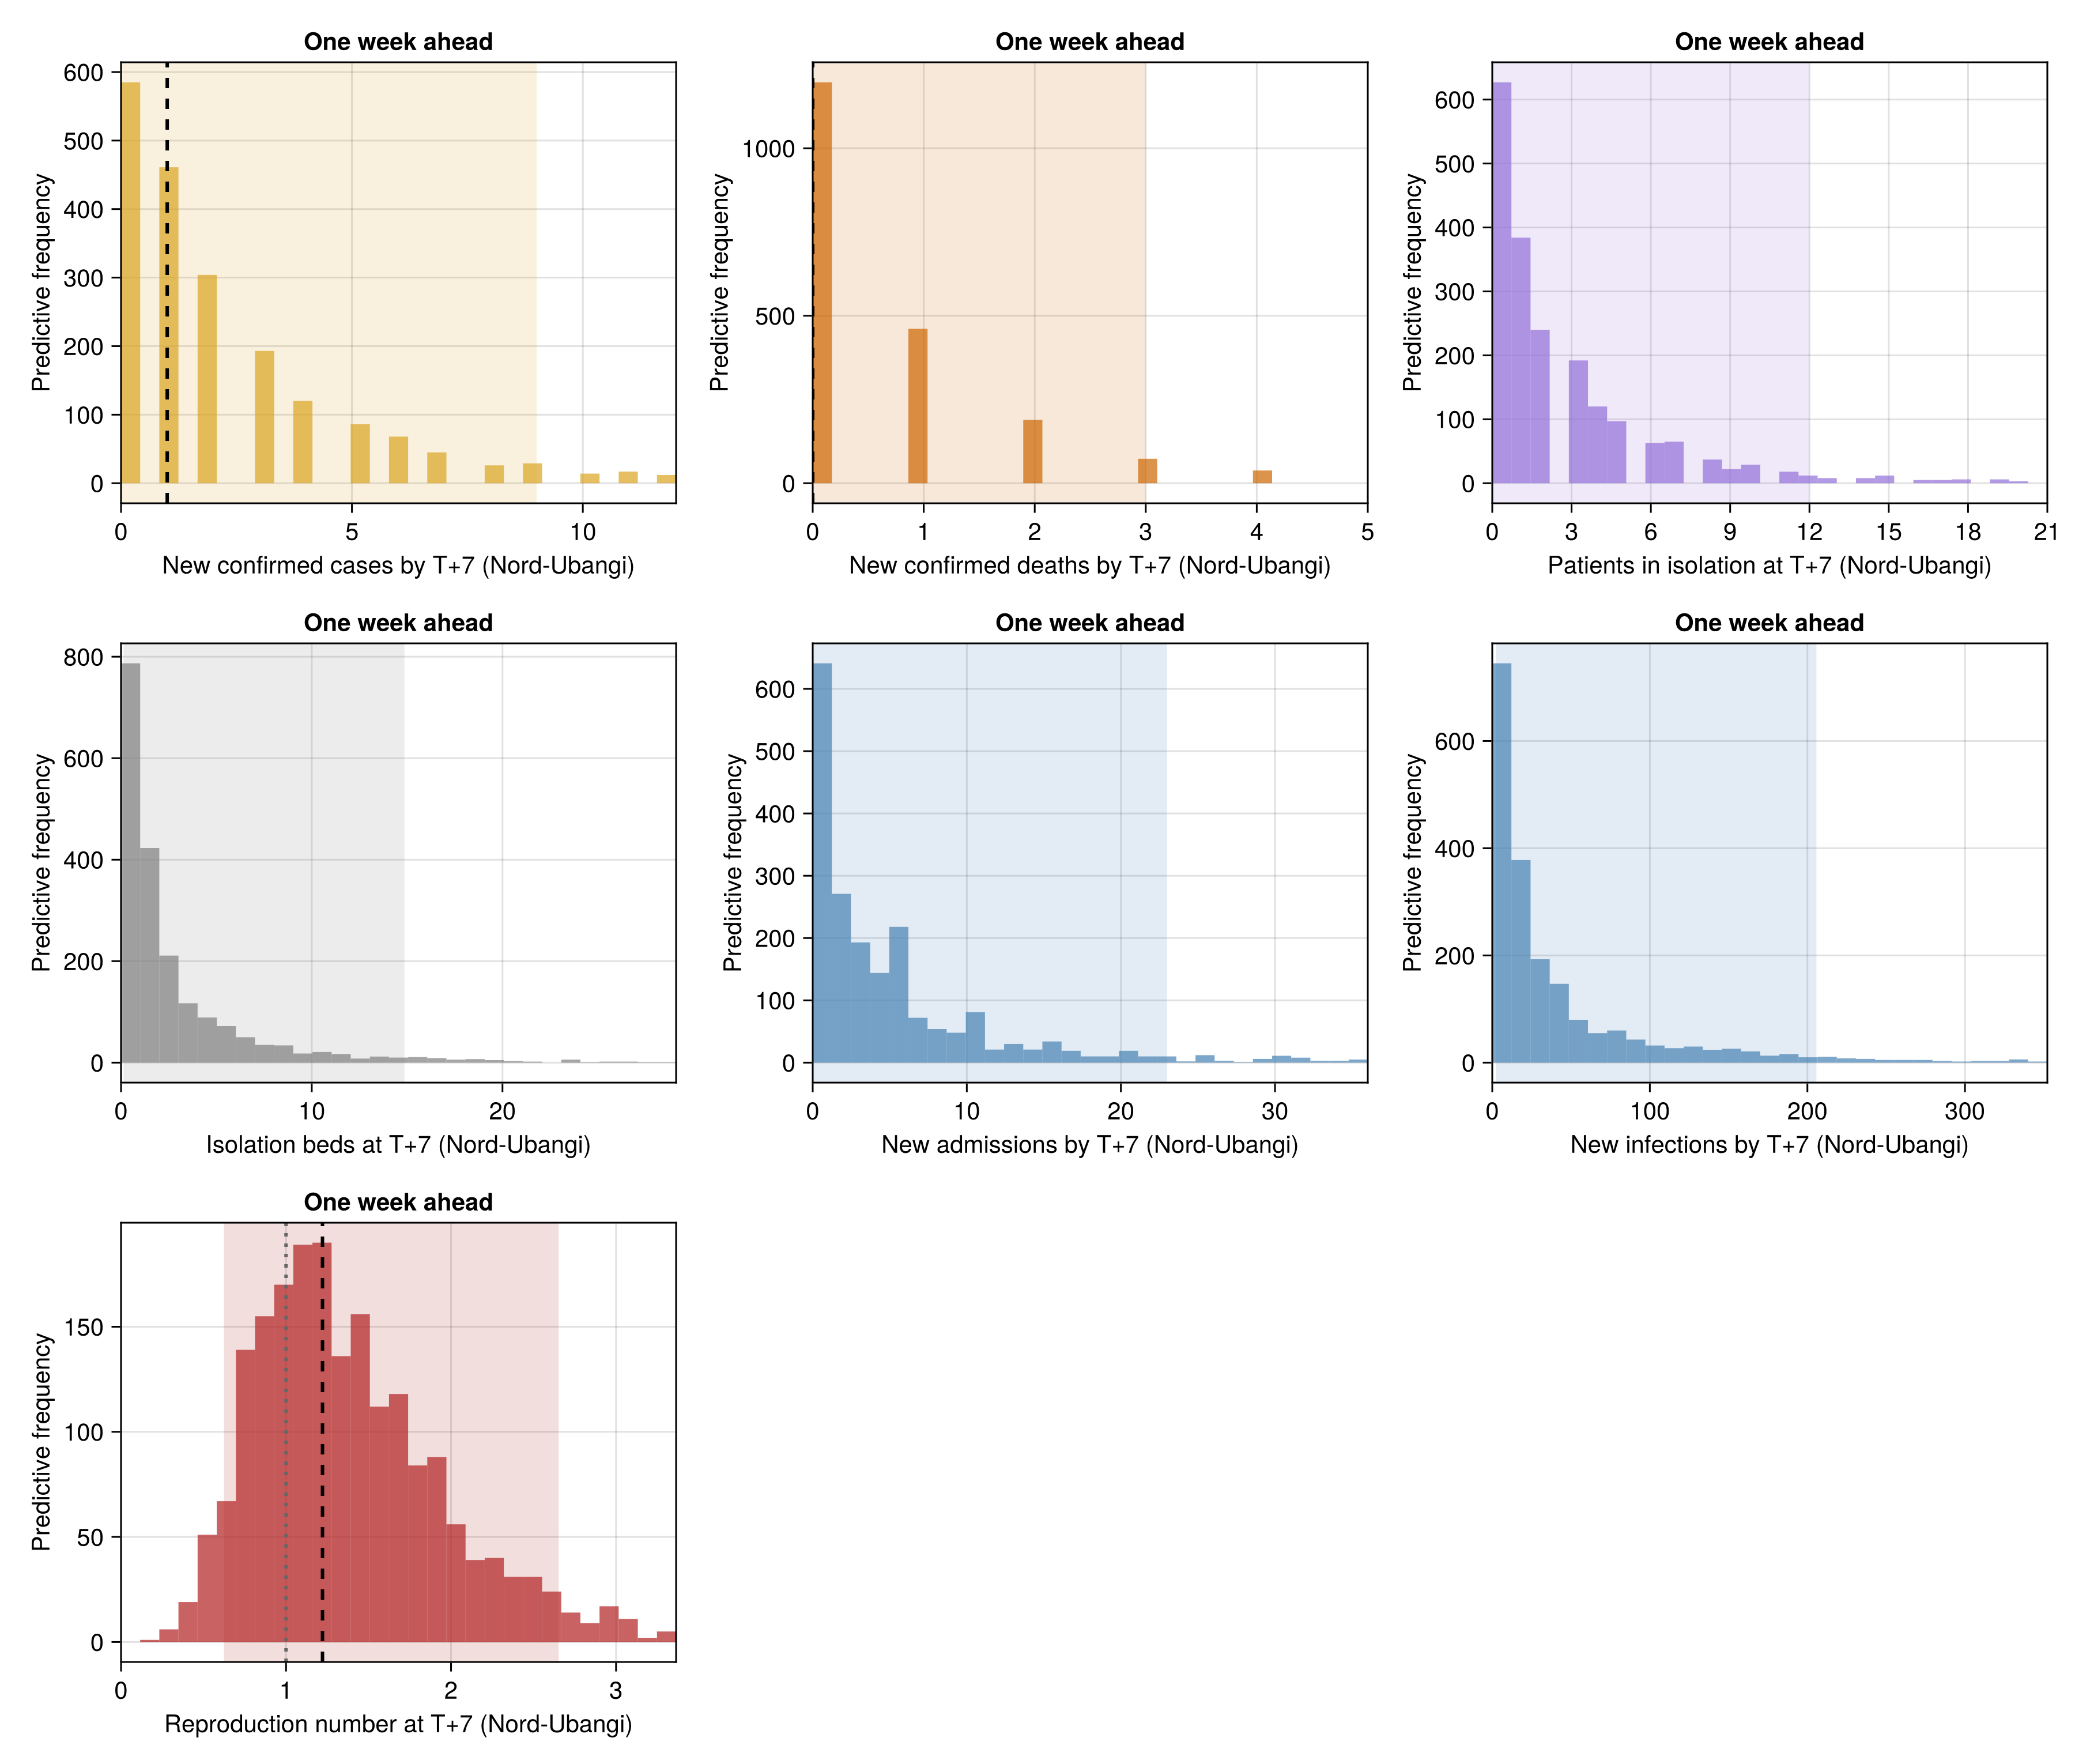 One week ahead
One week ahead
One week ahead
Predictive frequency
600
500
400
300
200
100
0
0 5 10
New confirmed cases by T+7 (Nord-Ubangi)
Predictive frequency
1000
500
0
0 1 2 3 4 5
New confirmed deaths by T+7 (Nord-Ubangi)
Predictive frequency
600
500
400
300
200
100
0
0 3 6 9 12 15 18 21
Patients in isolation at T+7 (Nord-Ubangi)
One week ahead
One week ahead
One week ahead
Predictive frequency
800
600
400
200
0
0 10 20
Isolation beds at T+7 (Nord-Ubangi)
Predictive frequency
600
500
400
300
200
100
0
0 10 20 30
New admissions by T+7 (Nord-Ubangi)
Predictive frequency
600
400
200
0
0 100 200 300
New infections by T+7 (Nord-Ubangi)
One week ahead
Predictive frequency
150
100
50
0
0 1 2 3
Reproduction number at T+7 (Nord-Ubangi)